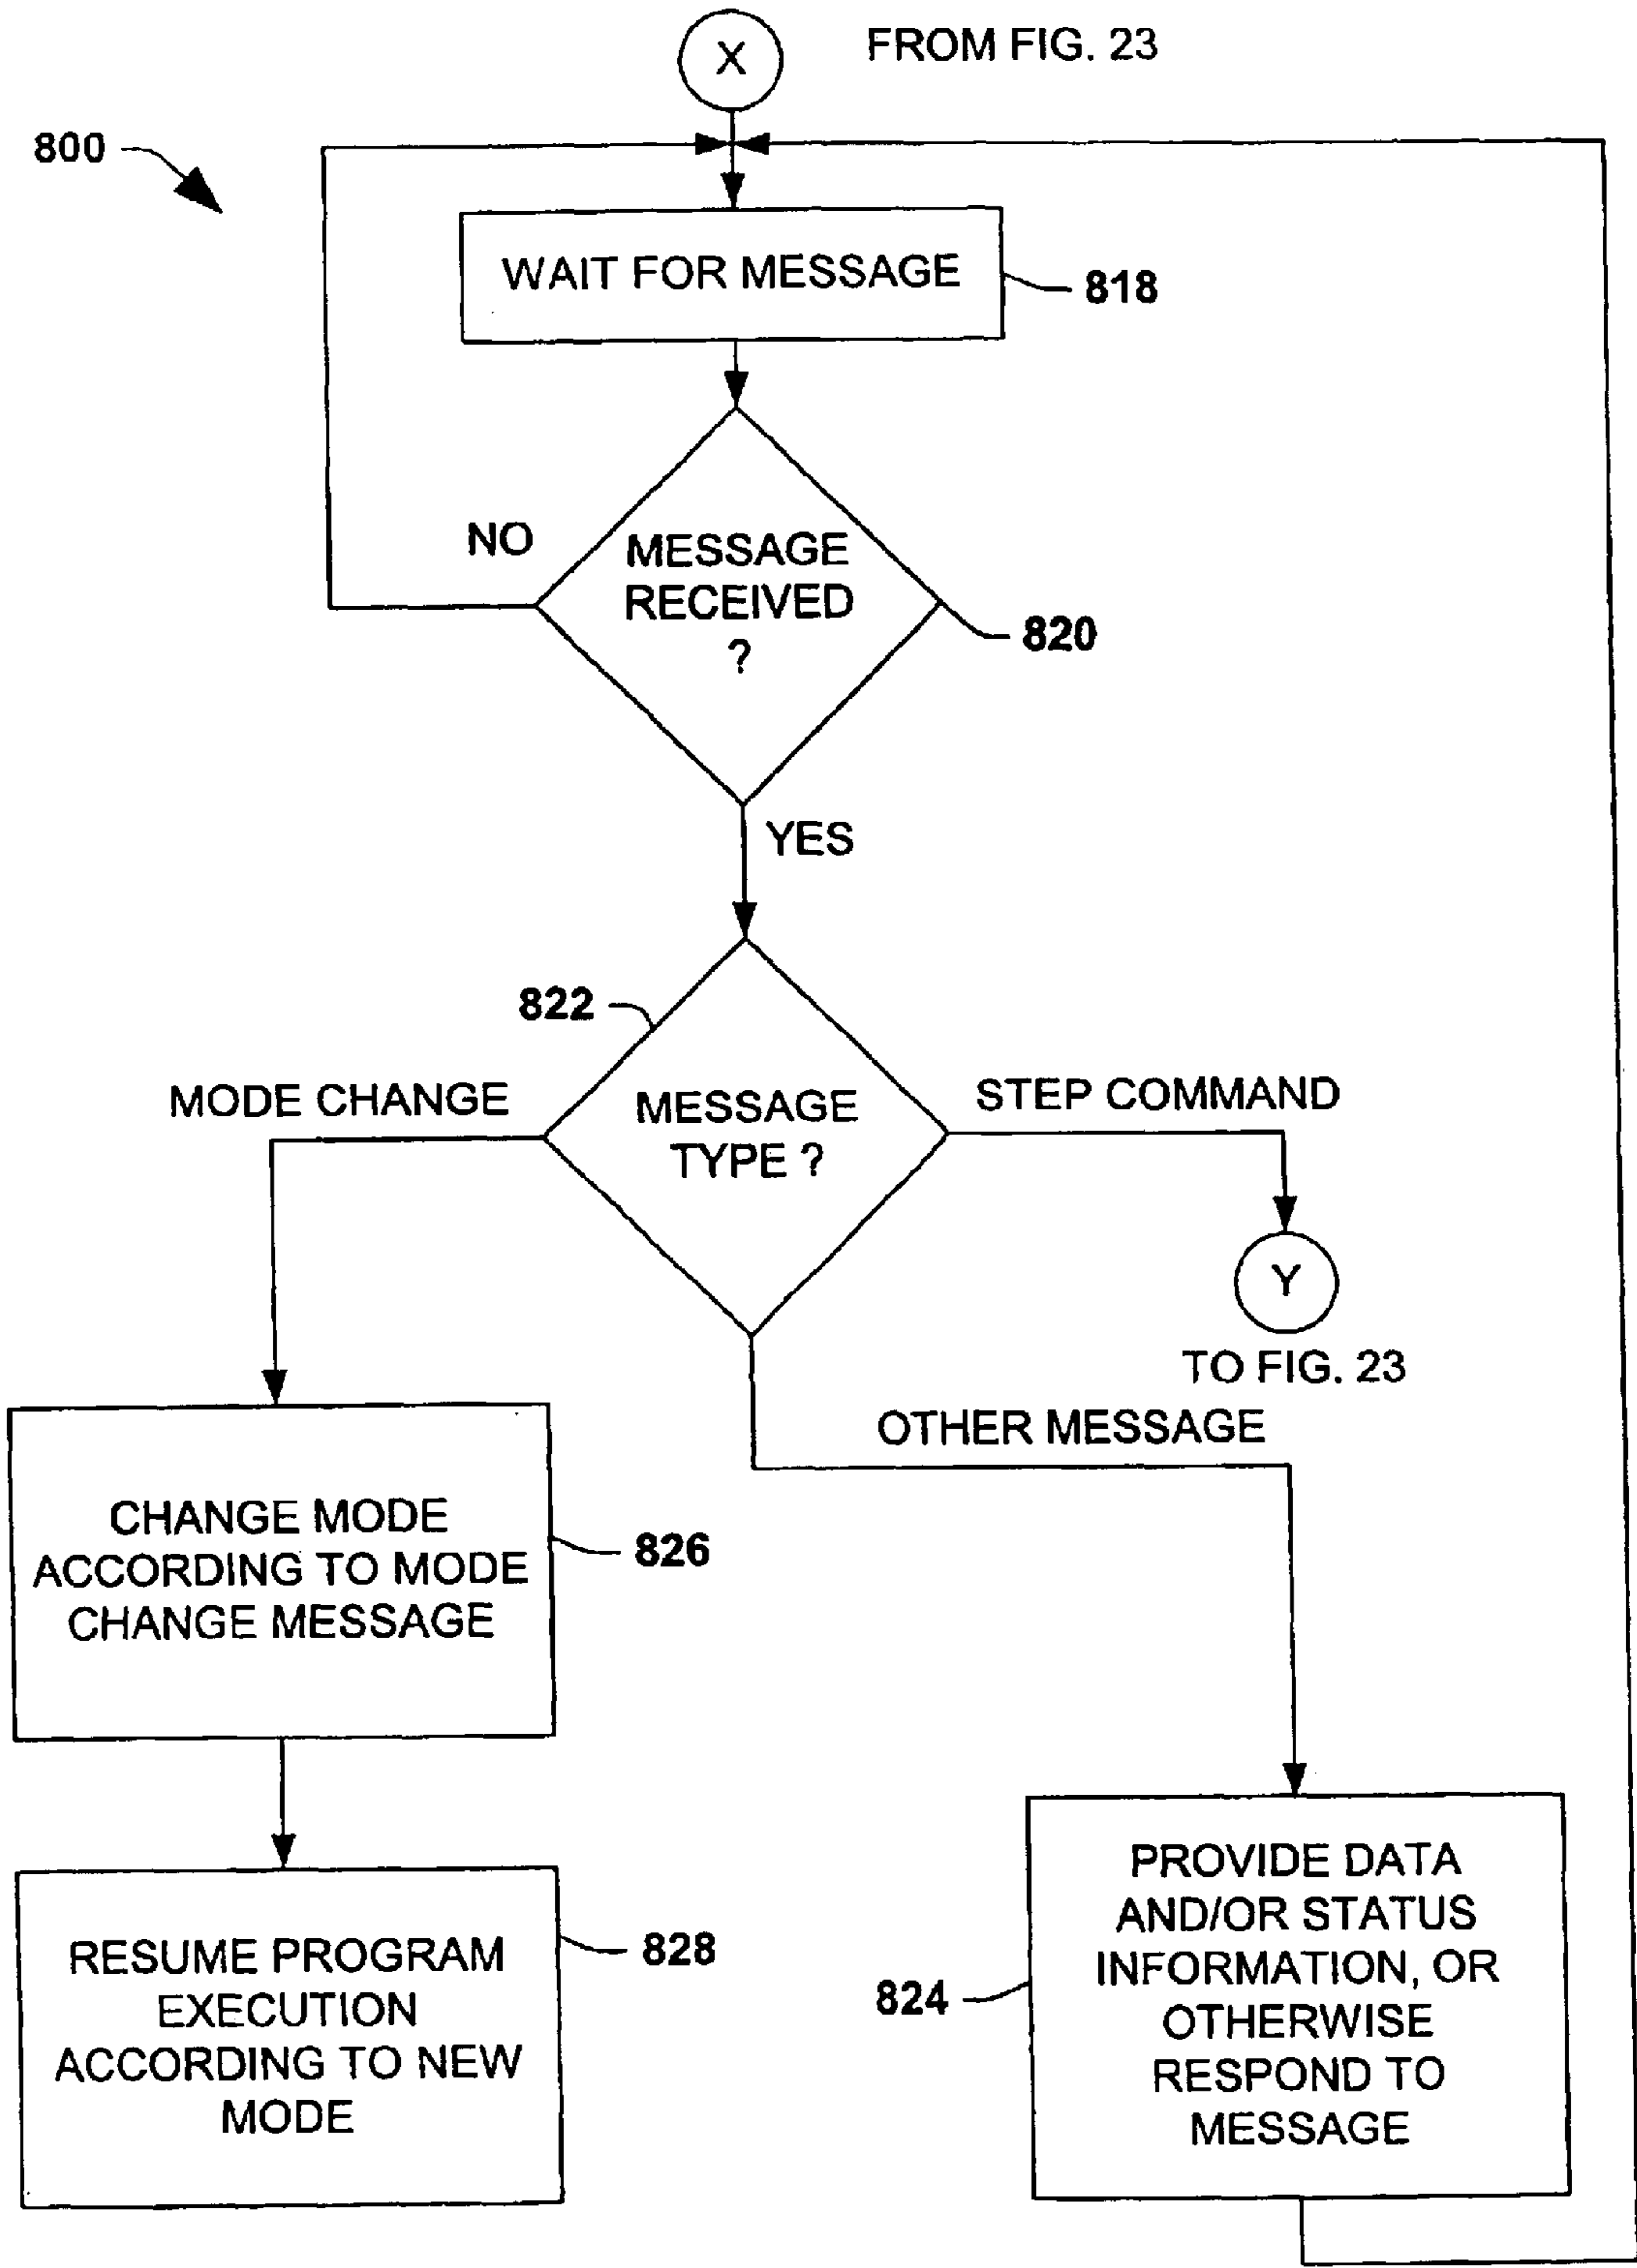 X
FROM FIG. 23
800
WAIT FOR MESSAGE
818
NO
MESSAGE
RECEIVED
?
820
YES
822
MODE CHANGE
MESSAGE
TYPE ?
STEP COMMAND
Y
TO FIG. 23
OTHER MESSAGE
CHANGE MODE
ACCORDING TO MODE
CHANGE MESSAGE
826
RESUME PROGRAM
EXECUTION
ACCORDING TO NEW
MODE
828
PROVIDE DATA
AND/OR STATUS
INFORMATION, OR
OTHERWISE
RESPOND TO
MESSAGE
824